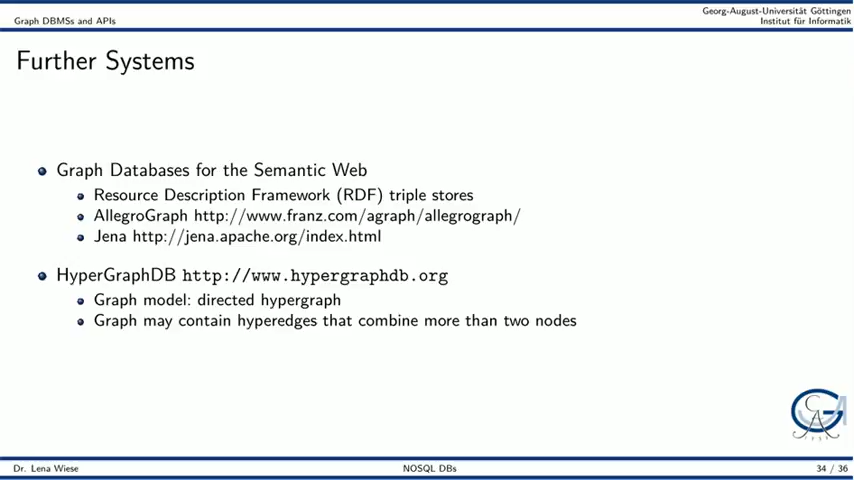 Graph DBMSs and APIs
Georg-August-Universität Göttingen
Institut für Informatik
Further Systems
Graph Databases for the Semantic Web
Resource Description Framework (RDF) triple stores
AllegroGraph http://www.franz.com/agraph/allegrograph/
Jena http://jena.apache.org/index.html
HyperGraphDB http://www.hypergraphdb.org
Graph model: directed hypergraph
Graph may contain hyperedges that combine more than two nodes
Dr. Lena Wiese
NOSQL DBs
34 / 36